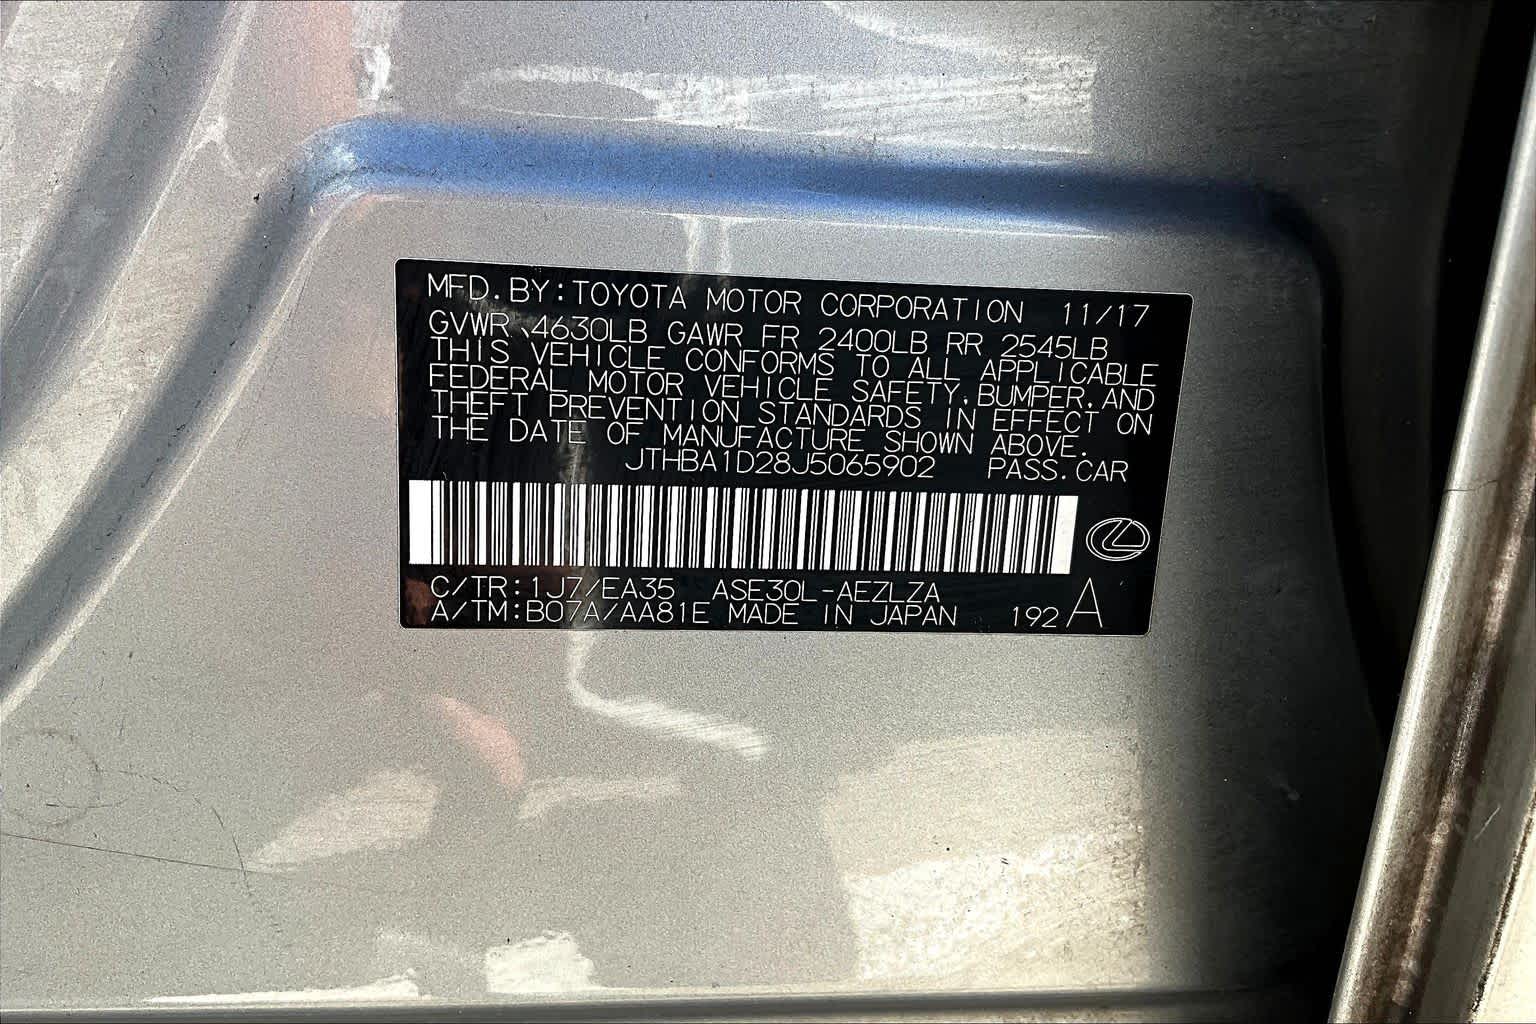 MFD. BY: TOYOTA MOTOR CORPORATION 11/17
GVWR 4630LB GAWR FR 2400LB RR 2545LB
THIS VEHICLE CONFORMS TO ALL APPLICABLE
FEDERAL MOTOR VEHICLE SAFETY, BUMPER, AND
THEFT PREVENTION STANDARDS IN EFFECT ON
THE DATE OF MANUFACTURE SHOWN ABOVE.
JTHBA1D28J5065902 PASS. CAR
C/TR: 1J7/EA35 ASE30L-AEZLZA
A/TM: B07A/AA81E MADE IN JAPAN 192 A